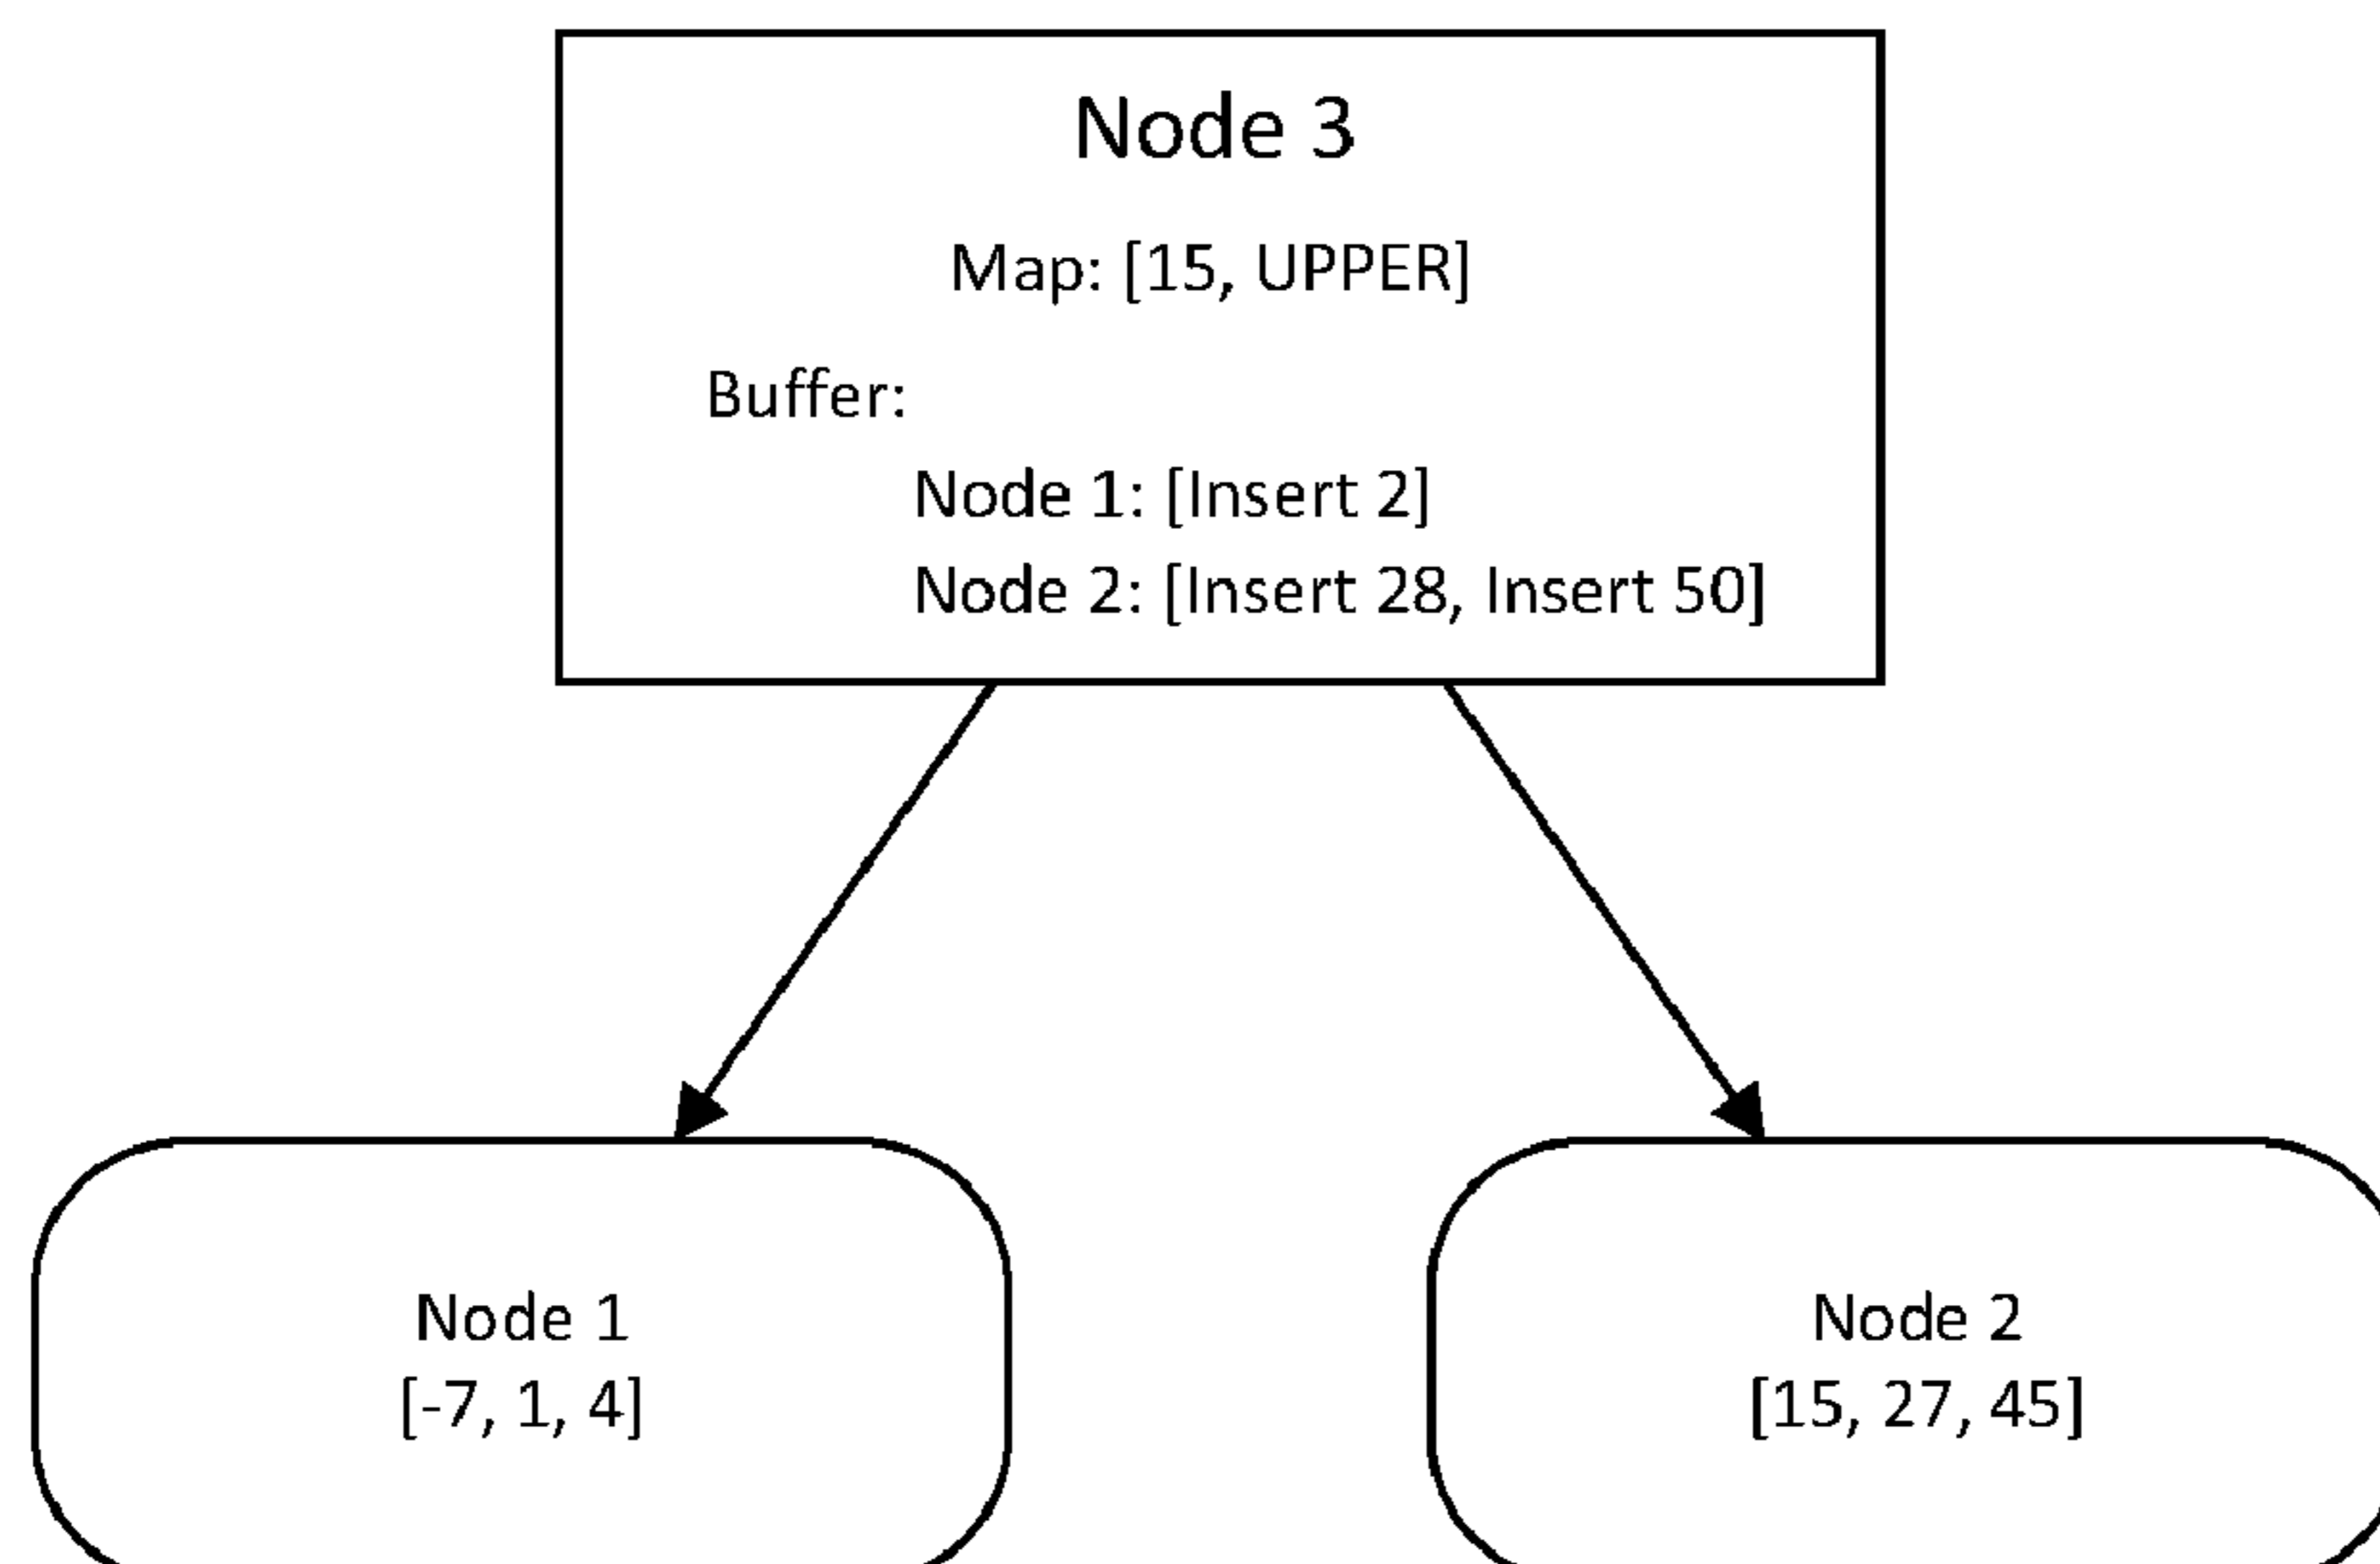 Node 3
Map: [15, UPPER]
Buffer:
Node 1: [Insert 2]
Node 2: [Insert 28, Insert 50]
Node 1
[-7, 1, 4]
Node 2
[15, 27, 45]